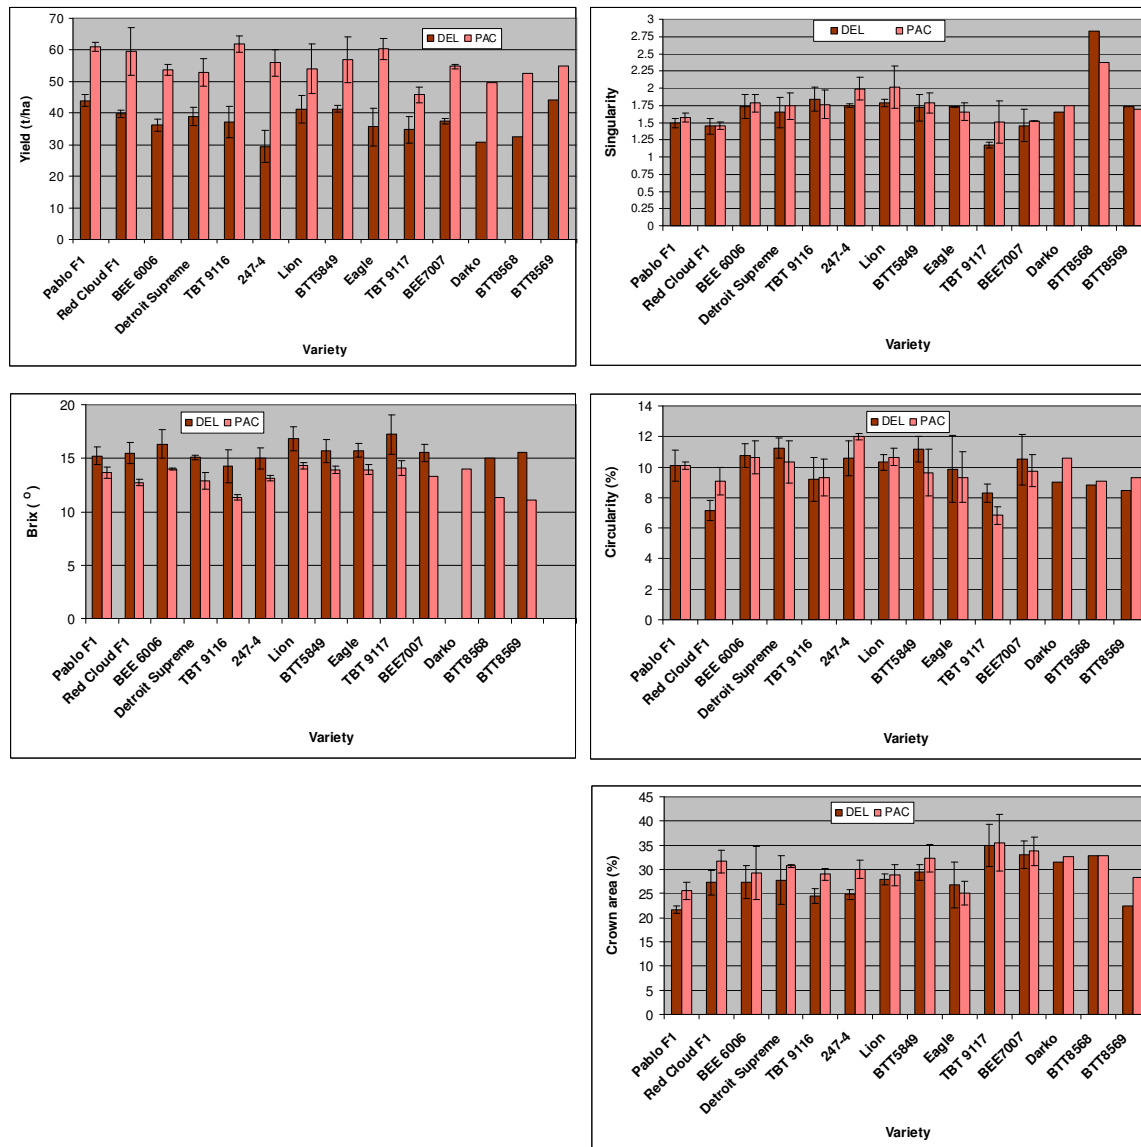 70
60
50
40
30
20
10
0
Yield (t/ha)
DEL PAC
Pablo F1
Red Cloud F1
BEE 6006
Detroit Supreme
TBT 9116
247-4
Lion
BTT5849
Eagle
TBT 9117
BEE7007
Darko
BTT8568
BTT8569
Variety
3
2.75
2.5
2.25
2
1.75
1.5
1.25
1
0.75
0.5
0.25
0
Singularity
DEL PAC
Pablo F1
Red Cloud F1
BEE 6006
Detroit Supreme
TBT 9116
247-4
Lion
BTT5849
Eagle
TBT 9117
BEE7007
Darko
BTT8568
BTT8569
Variety
20
15
10
5
0
Brix ( °)
DEL PAC
Pablo F1
Red Cloud F1
BEE 6006
Detroit Supreme
TBT 9116
247-4
Lion
BTT5849
Eagle
TBT 9117
BEE7007
Darko
BTT8568
BTT8569
Variety
14
12
10
8
6
4
2
0
Circularity (%)
DEL PAC
Pablo F1
Red Cloud F1
BEE 6006
Detroit Supreme
TBT 9116
247-4
Lion
BTT5849
Eagle
TBT 9117
BEE7007
Darko
BTT8568
BTT8569
Variety
45
40
35
30
25
20
15
10
5
0
Crown area (%)
DEL PAC
Pablo F1
Red Cloud F1
BEE 6006
Detroit Supreme
TBT 9116
247-4
Lion
BTT5849
Eagle
TBT 9117
BEE7007
Darko
BTT8568
BTT8569
Variety